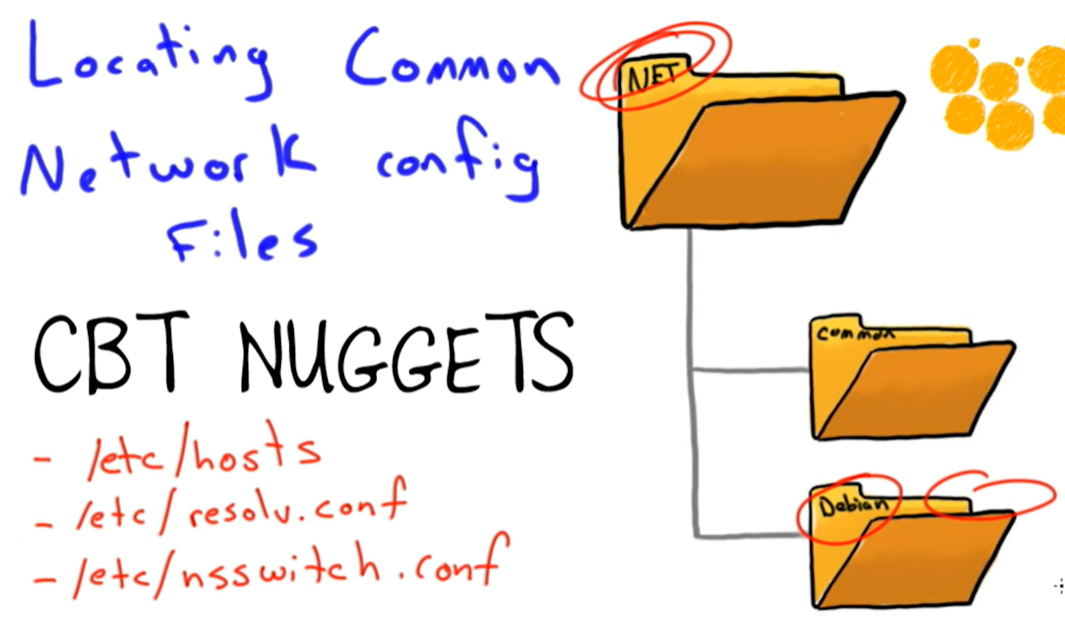 Locating Common
Network config
Files
CBT NUGGETS
- /etc/hosts
- /etc/resolv.conf
- /etc/nsswitch.conf
NET
Common
Debian